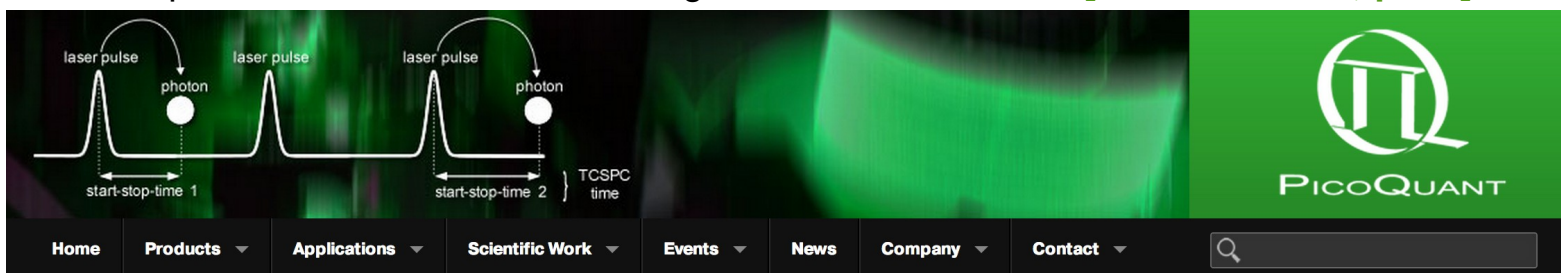 laser pulse laser pulse laser pulse
photon photon
start-stop-time 1 start-stop-time 2 } TCSPC time
PICOQUANT
Home Products Applications Scientific Work Events News Company Contact